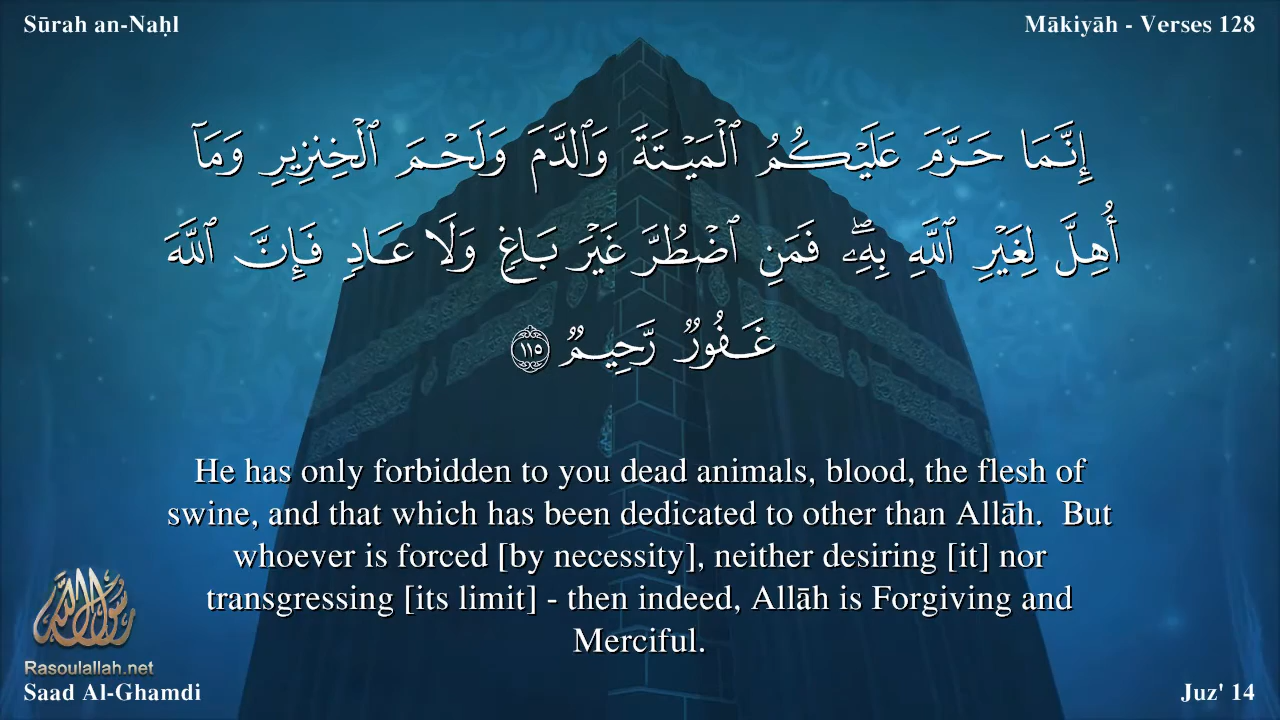 Sūrah an-Naḥl
Mākiyāh - Verses 128
إِنَّمَا حَرَّمَ عَلَيْكُمُ ٱلْمَيْتَةَ وَٱلدَّمَ وَلَحْمَ ٱلْخِنزِيرِ وَمَآ
أُهِلَّ لِغَيْرِ ٱللَّهِ بِهِۦۖ فَمَنِ ٱضْطُرَّ غَيْرَ بَاغٍ وَلَا عَادٍ فَإِنَّ ٱللَّهَ
غَفُورٌ رَّحِيمٌ ١١٥
He has only forbidden to you dead animals, blood, the flesh of
swine, and that which has been dedicated to other than Allāh.  But
whoever is forced [by necessity], neither desiring [it] nor
transgressing [its limit] - then indeed, Allāh is Forgiving and
Merciful.
رسول الله
Rasoulallah.net
Saad Al-Ghamdi
Juz' 14